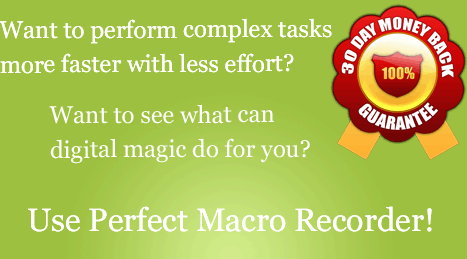 Want to perform complex tasks
more faster with less effort?
Want to see what can
digital magic do for you?
Use Perfect Macro Recorder!
30 DAY MONEY BACK
100%
GUARANTEE